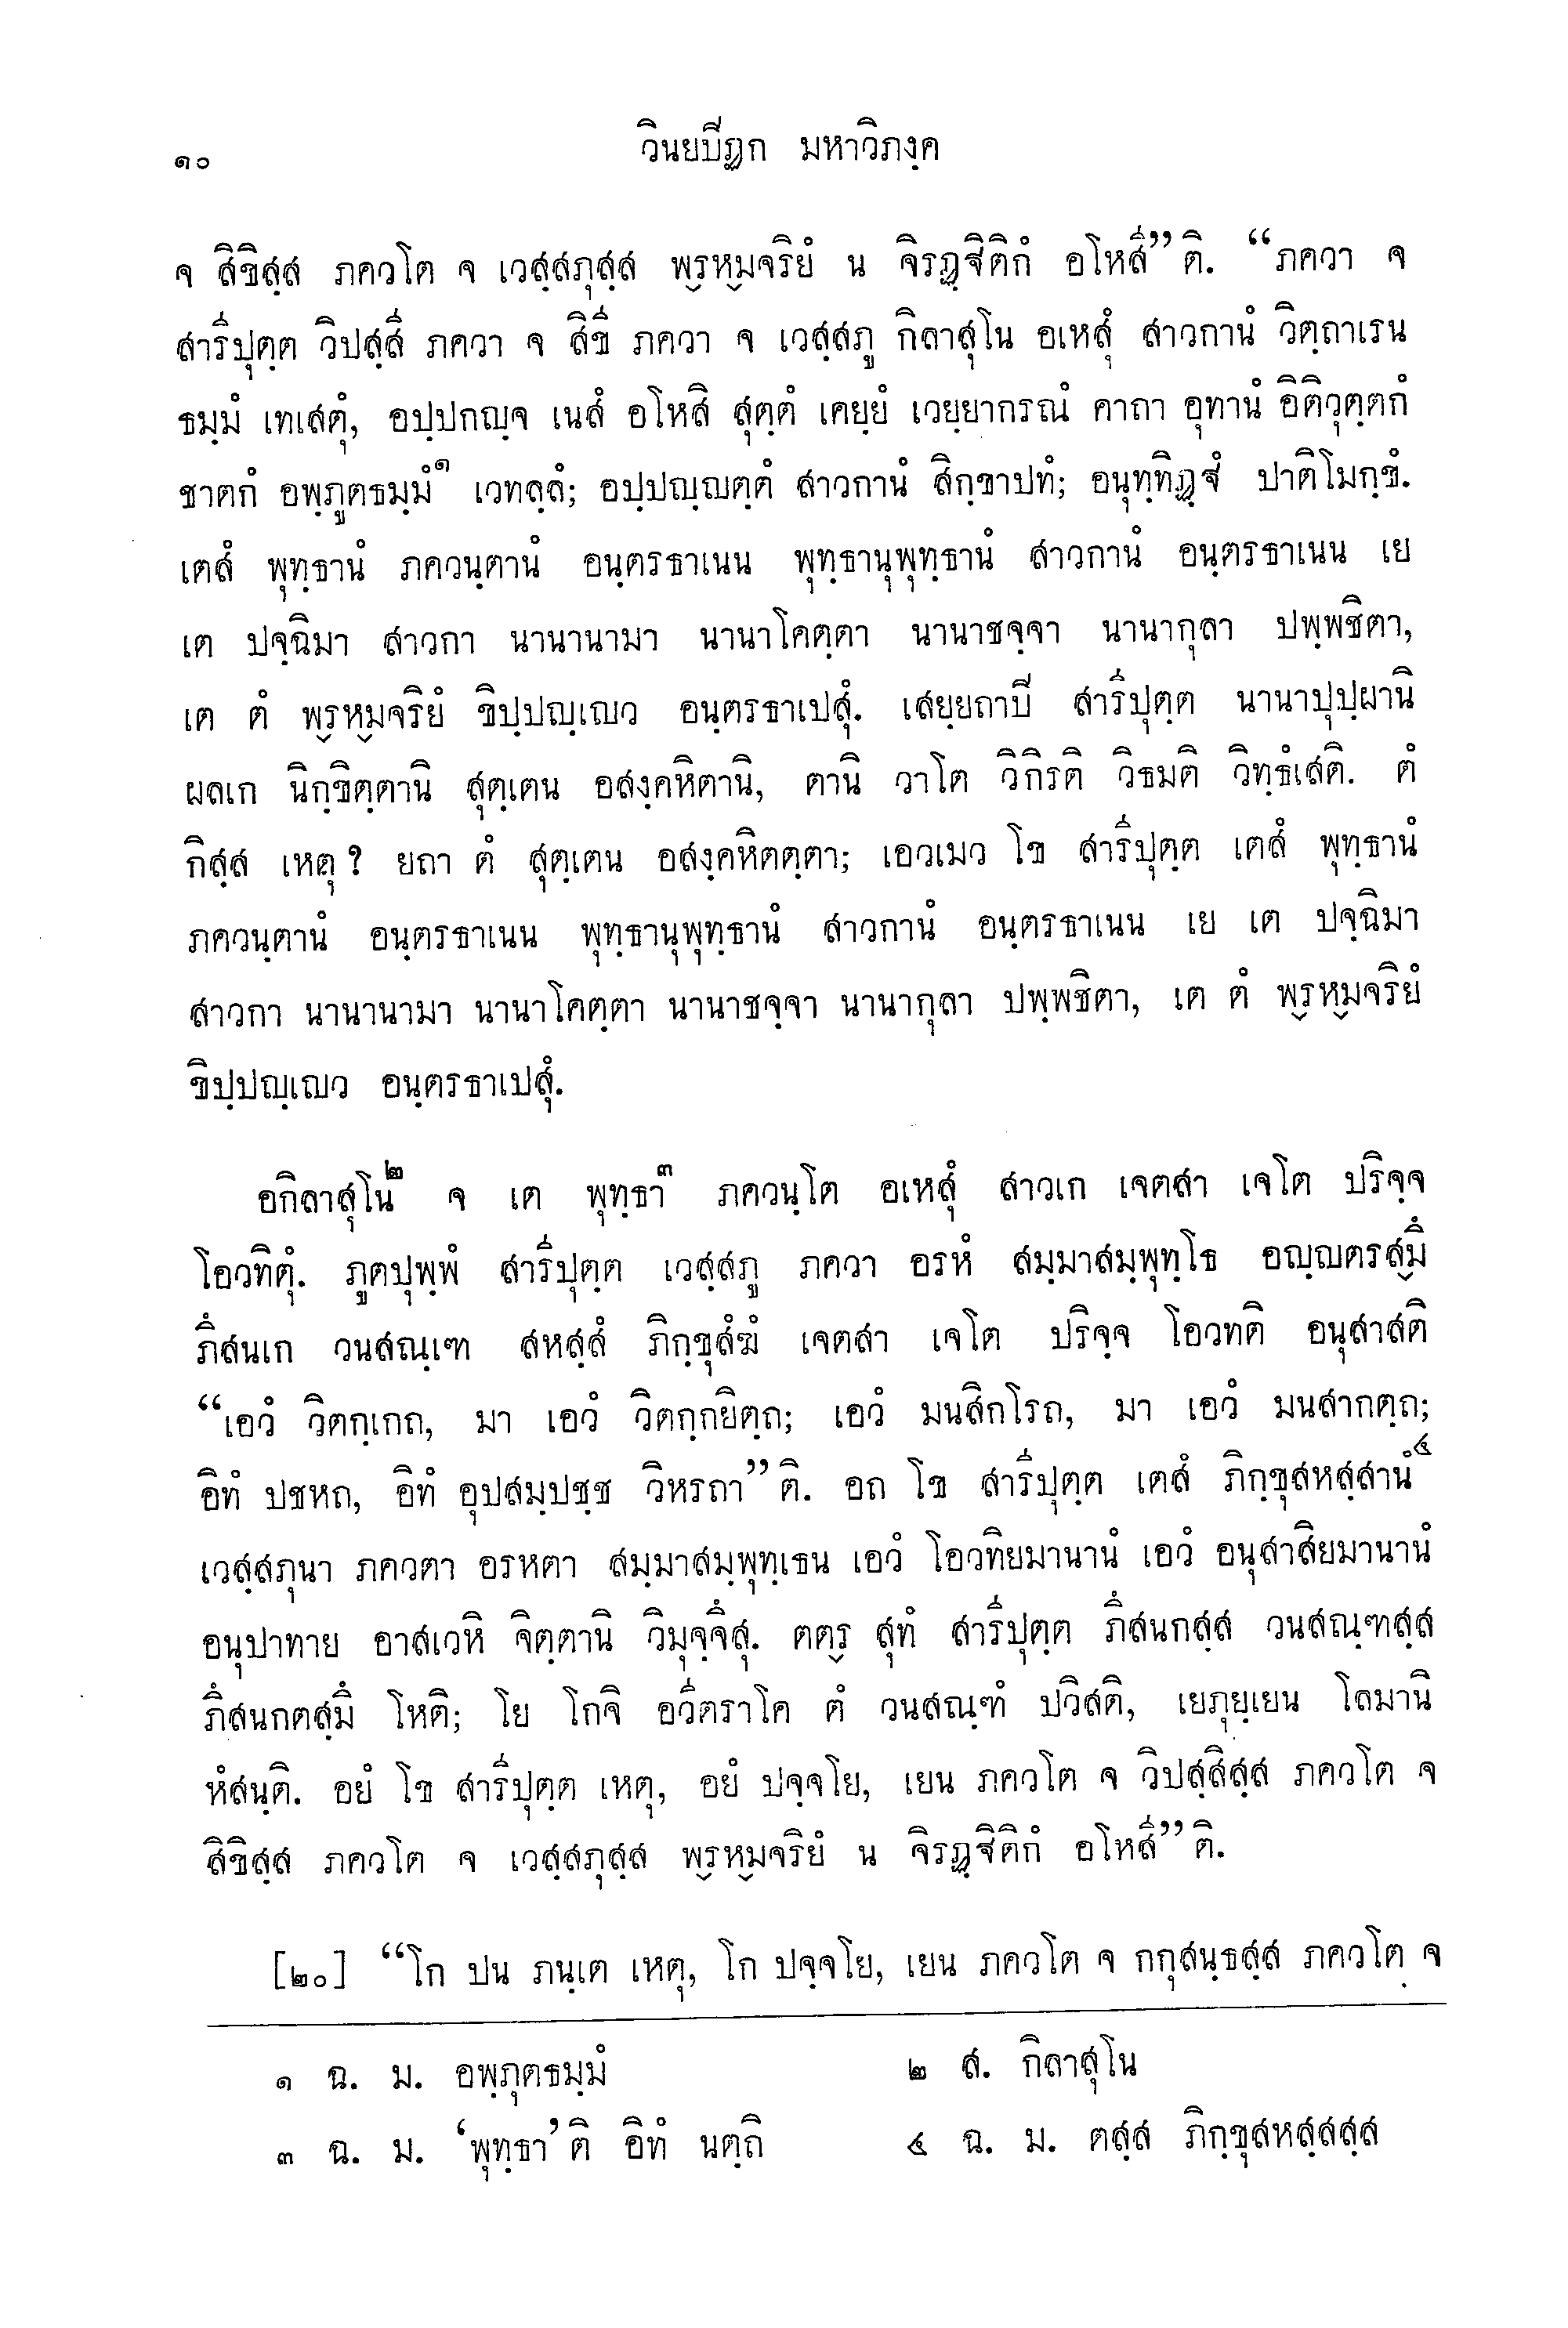 ๑๐
วินยปิฏก มหาวิภงฺค
จ สิขิสฺส ภควโต จ เวสฺสภุสฺส พฺรหฺมจริยํ น จิรฏฺฐิติกํ อโหสี”ติ. “ภควา จ
สารีปุตฺต วิปสฺสี ภควา จ สิขี ภควา จ เวสฺสภู กิลาสุโน อเหสุํ สาวกานํ วิตฺถาเรน
ธมฺมํ เทเสตุํ, อปฺปกญฺจ เนสํ อโหสิ สุตฺตํ เคยฺยํ เวยฺยากรณํ คาถา อุทานํ อิติวุตฺตกํ
ชาตกํ อพฺภูตธมฺมํ๑ เวทลฺลํ; อปฺปญฺญตฺตํ สาวกานํ สิกฺขาปทํ; อนุทฺทิฏฺฐํ ปาติโมกฺขํ.
เตสํ พุทฺธานํ ภควนฺตานํ อนฺตรธาเนน พุทฺธานุพุทฺธานํ สาวกานํ อนฺตรธาเนน เย
เต ปจฺฉิมา สาวกา นานานามา นานาโคตฺตา นานาชจฺจา นานากุลา ปพฺพชิตา,
เต ตํ พฺรหฺมจริยํ ขิปฺปญฺเญว อนฺตรธาเปสุํ. เสยฺยถาปิ สารีปุตฺต นานาปุปฺผานิ
ผลเก นิกฺขิตฺตานิ สุตฺเตน อสงฺคหิตานิ, ตานิ วาโต วิกิรติ วิธมติ วิทฺธํเสติ. ตํ
กิสฺส เหตุ? ยถา ตํ สุตฺเตน อสงฺคหิตตฺตา; เอวเมว โข สารีปุตฺต เตสํ พุทฺธานํ
ภควนฺตานํ อนฺตรธาเนน พุทฺธานุพุทฺธานํ สาวกานํ อนฺตรธาเนน เย เต ปจฺฉิมา
สาวกา นานานามา นานาโคตฺตา นานาชจฺจา นานากุลา ปพฺพชิตา, เต ตํ พฺรหฺมจริยํ
ขิปฺปญฺเญว อนฺตรธาเปสุํ.
อกิลาสุโน๒ จ เต พุทฺธา๓ ภควนฺโต อเหสุํ สาวเก เจตสา เจโต ปริจฺจ
โอวทิตุํ. ภูตปุพฺพํ สารีปุตฺต เวสฺสภู ภควา อรหํ สมฺมาสมฺพุทฺโธ อญฺญตรสฺมึ
ภึสนเก วนสณฺเฑ สหสฺสํ ภิกฺขุสํฆํ เจตสา เจโต ปริจฺจ โอวทติ อนุสาสติ
“เอวํ วิตกฺเกถ, มา เอวํ วิตกฺกยิตฺถ; เอวํ มนสิกโรถ, มา เอวํ มนสากตฺถ;
อิทํ ปชหถ, อิทํ อุปสมฺปชฺช วิหรถา”ติ. อถ โข สารีปุตฺต เตสํ ภิกฺขุสหสฺสานํ๔
เวสฺสภุนา ภควตา อรหตา สมฺมาสมฺพุทฺเธน เอวํ โอวทิยมานานํ เอวํ อนุสาสิยมานานํ
อนุปาทาย อาสเวหิ จิตฺตานิ วิมุจฺจึสุ. ตตฺร สุทํ สารีปุตฺต ภึสนกสฺส วนสณฺฑสฺส
ภึสนกตสฺมึ โหติ; โย โกจิ อวีตราโค ตํ วนสณฺฑํ ปวิสติ, เยภุยฺเยน โลมานิ
หํสนฺติ. อยํ โข สารีปุตฺต เหตุ, อยํ ปจฺจโย, เยน ภควโต จ วิปสฺสิสฺส ภควโต จ
สิขิสฺส ภควโต จ เวสฺสภุสฺส พฺรหฺมจริยํ น จิรฏฺฐิติกํ อโหสี”ติ.
[๒๐] “โก ปน ภนฺเต เหตุ, โก ปจฺจโย, เยน ภควโต จ กกุสนฺธสฺส ภควโต จ
๑ ฉ. ม. อพฺภุตธมฺมํ
๒ ส. กิลาสุโน
๓ ฉ. ม. ‘พุทฺธา’ติ อิทํ นตฺถิ
๔ ฉ. ม. ตสฺส ภิกฺขุสหสฺสสฺส